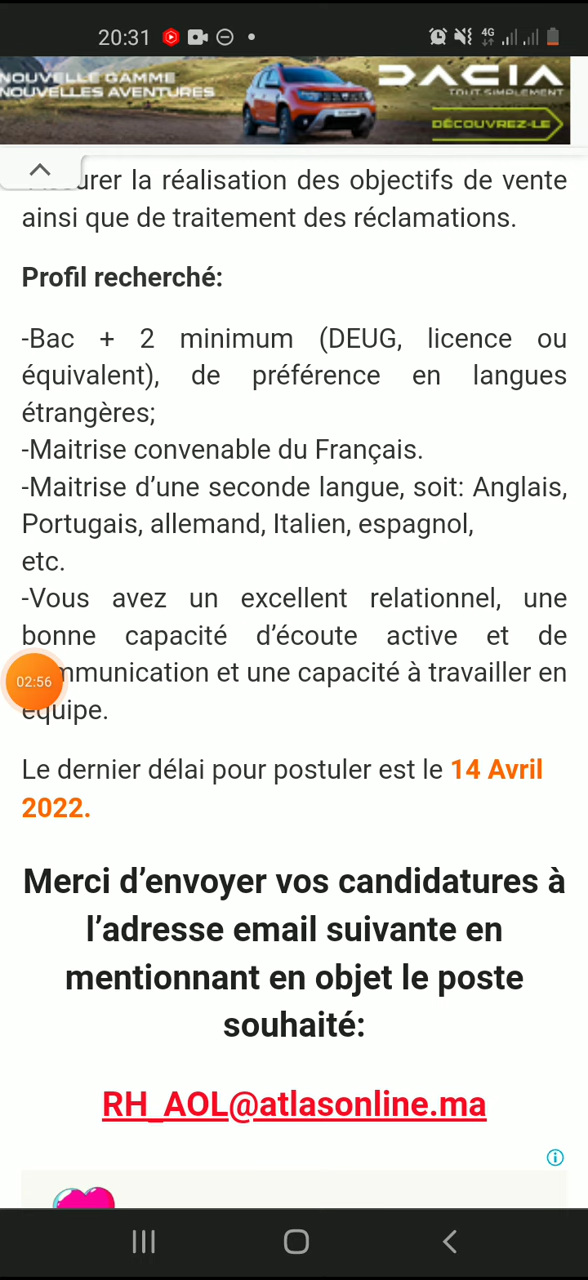 20:31
4G
NOUVELLE GAMME
NOUVELLES AVENTURES
DACIA
TOUT SIMPLEMENT
DÉCOUVREZ-LE
urer la réalisation des objectifs de vente
ainsi que de traitement des réclamations.
Profil recherché:
-Bac + 2 minimum (DEUG, licence ou
équivalent), de préférence en langues
étrangères;
-Maitrise convenable du Français.
-Maitrise d’une seconde langue, soit: Anglais,
Portugais, allemand, Italien, espagnol,
etc.
-Vous avez un excellent relationnel, une
bonne capacité d’écoute active et de
mmunication et une capacité à travailler en
02:56
équipe.
Le dernier délai pour postuler est le 14 Avril
2022.
Merci d’envoyer vos candidatures à
l’adresse email suivante en
mentionnant en objet le poste
souhaité:
RH_AOL@atlasonline.ma